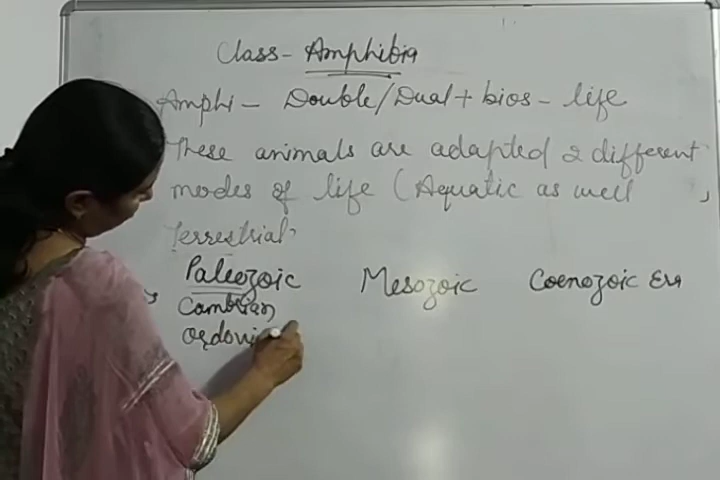 Class - Amphibia
Amphi - Double/Dual + bios - life
These animals are adapted 2 different
modes of life (Aquatic as well
Terrestrial)
Paleozoic Mesozoic Coenozoic Era
Cambrian
Ordovi